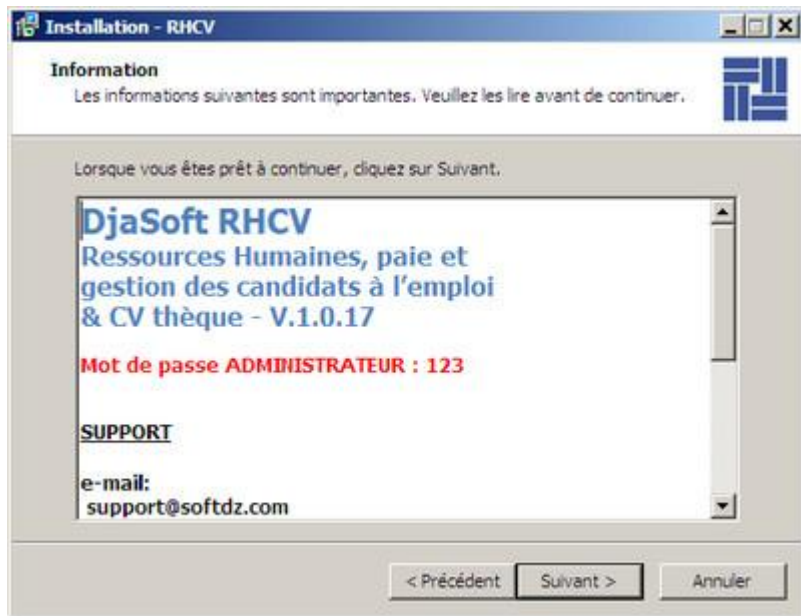 Installation - RHCV
Information
Les informations suivantes sont importantes. Veuillez les lire avant de continuer.
Lorsque vous êtes prêt à continuer, cliquez sur Suivant.
DjaSoft RHCV
Ressources Humaines, paie et
gestion des candidats à l’emploi
& CV thèque - V.1.0.17
Mot de passe ADMINISTRATEUR : 123
SUPPORT
e-mail:
support@softdz.com
< Précédent
Suivant >
Annuler